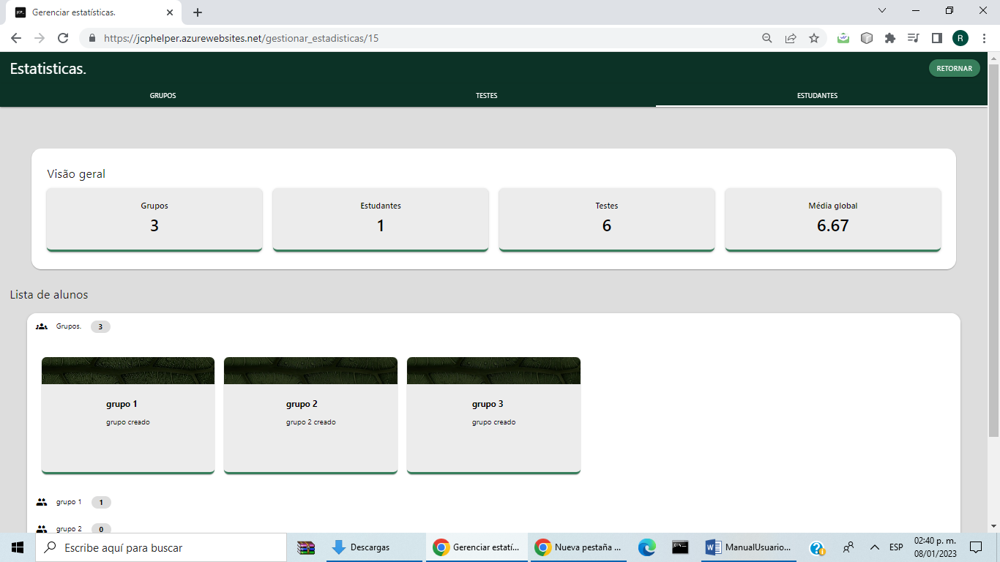 JCP_
Gerenciar estatísticas.
https://jcphelper.azurewebsites.net/gestionar_estadisticas/15
R
Estatisticas.
RETORNAR
GRUPOS
TESTES
ESTUDANTES
Visão geral
Grupos
3
Estudantes
1
Testes
6
Média global
6.67
Lista de alunos
Grupos.
3
grupo 1
grupo creado
grupo 2
grupo 2 creado
grupo 3
grupo creado
grupo 1
1
grupo 2
0
Escribe aquí para buscar
Descargas
Gerenciar estatí...
Nueva pestaña ...
ManualUsuario...
ESP
02:40 p. m.
08/01/2023